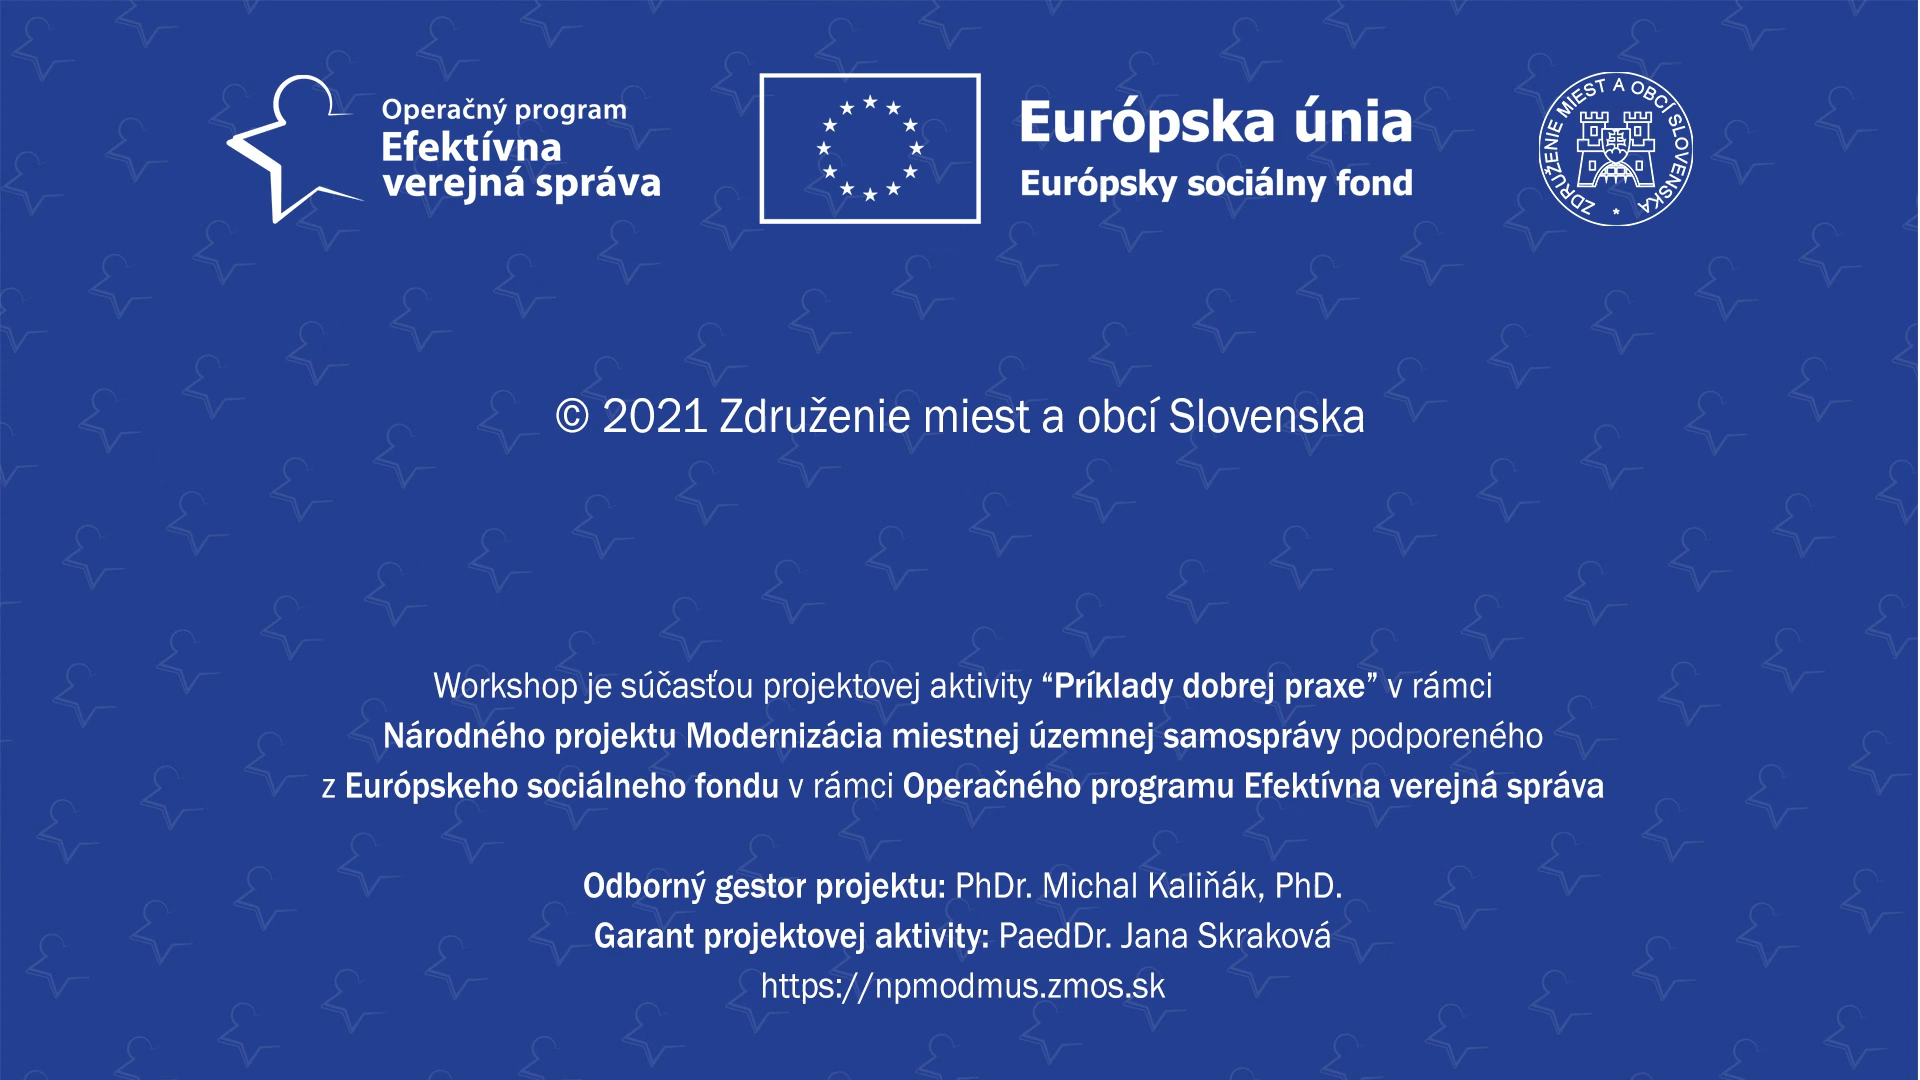 Operačný program
Efektívna
verejná správa
Európska únia
Európsky sociálny fond
ZDRUŽENIE MIEST A OBCÍ SLOVENSKA
© 2021 Združenie miest a obcí Slovenska
Workshop je súčasťou projektovej aktivity “Príklady dobrej praxe” v rámci
Národného projektu Modernizácia miestnej územnej samosprávy podporeného
z Európskeho sociálneho fondu v rámci Operačného programu Efektívna verejná správa
Odborný gestor projektu: PhDr. Michal Kaliňák, PhD.
Garant projektovej aktivity: PaedDr. Jana Skraková
https://npmodmus.zmos.sk